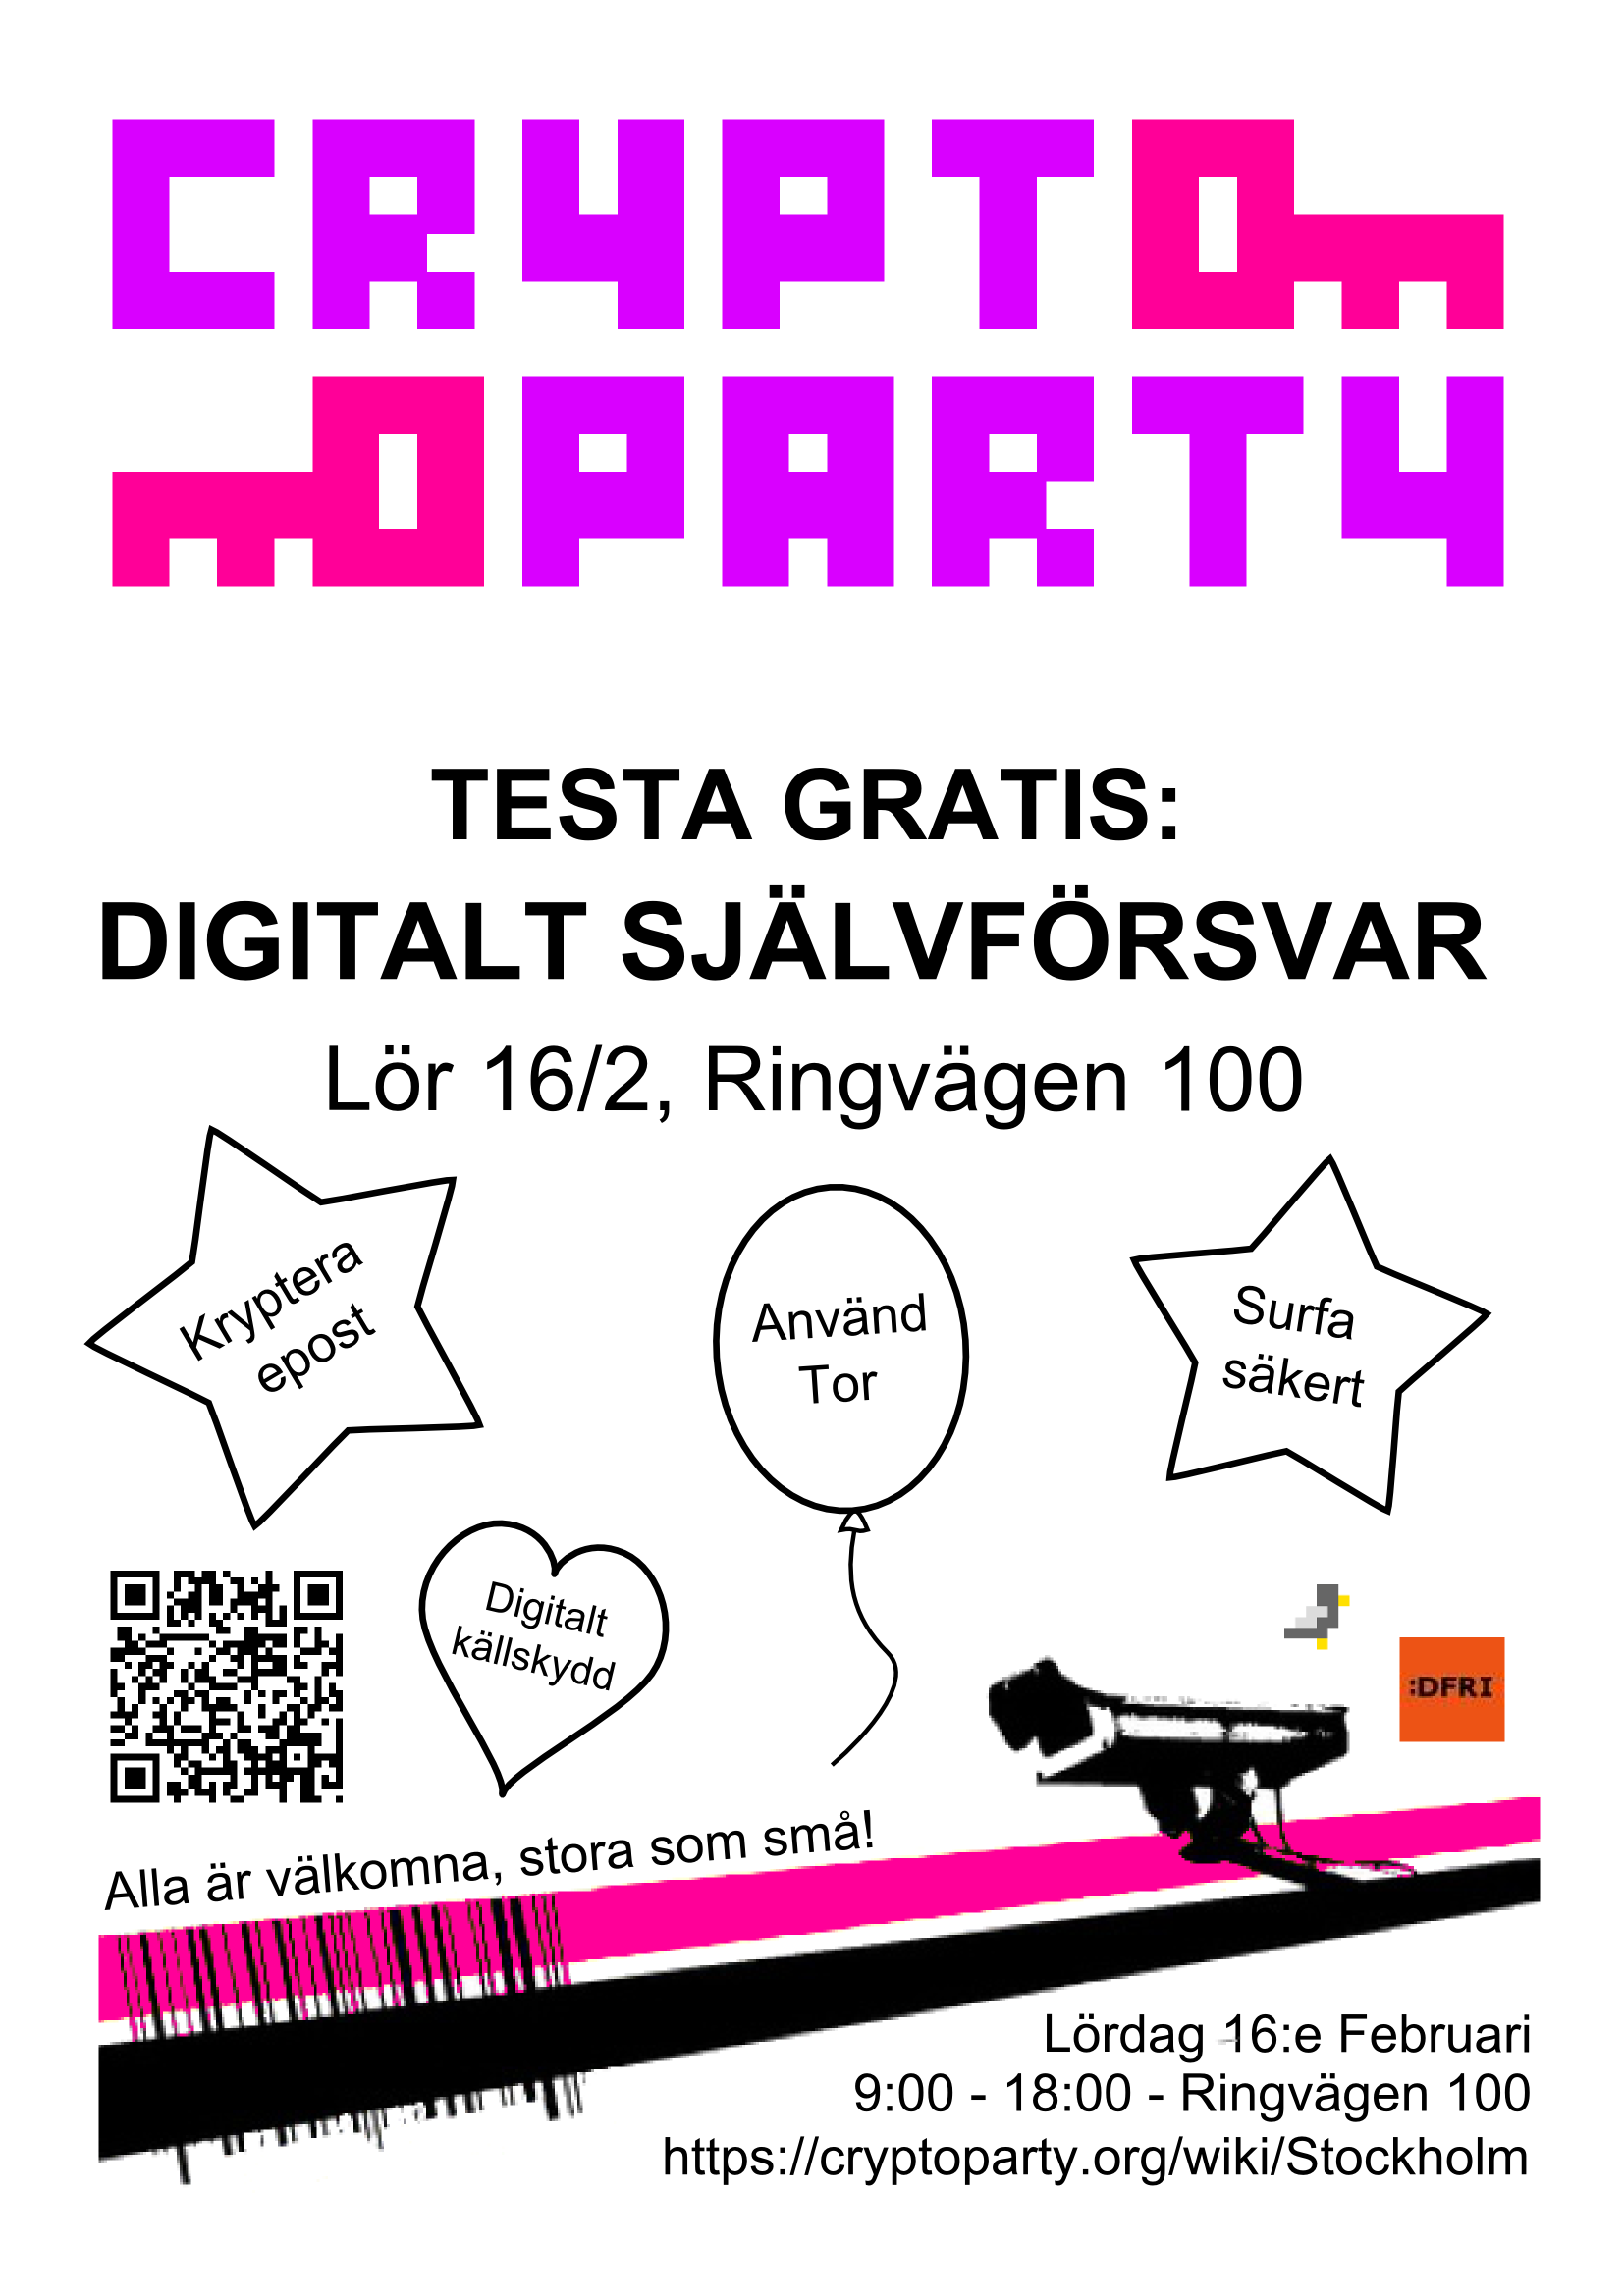 CRYPTO
PARTY
TESTA GRATIS:
DIGITALT SJÄLVFÖRSVAR
Lör 16/2, Ringvägen 100
Kryptera
epost
Använd
Tor
Surfa
säkert
Digitalt
källskydd
:DFRI
Alla är välkomna, stora som små!
Lördag 16:e Februari
9:00 - 18:00 - Ringvägen 100
https://cryptoparty.org/wiki/Stockholm